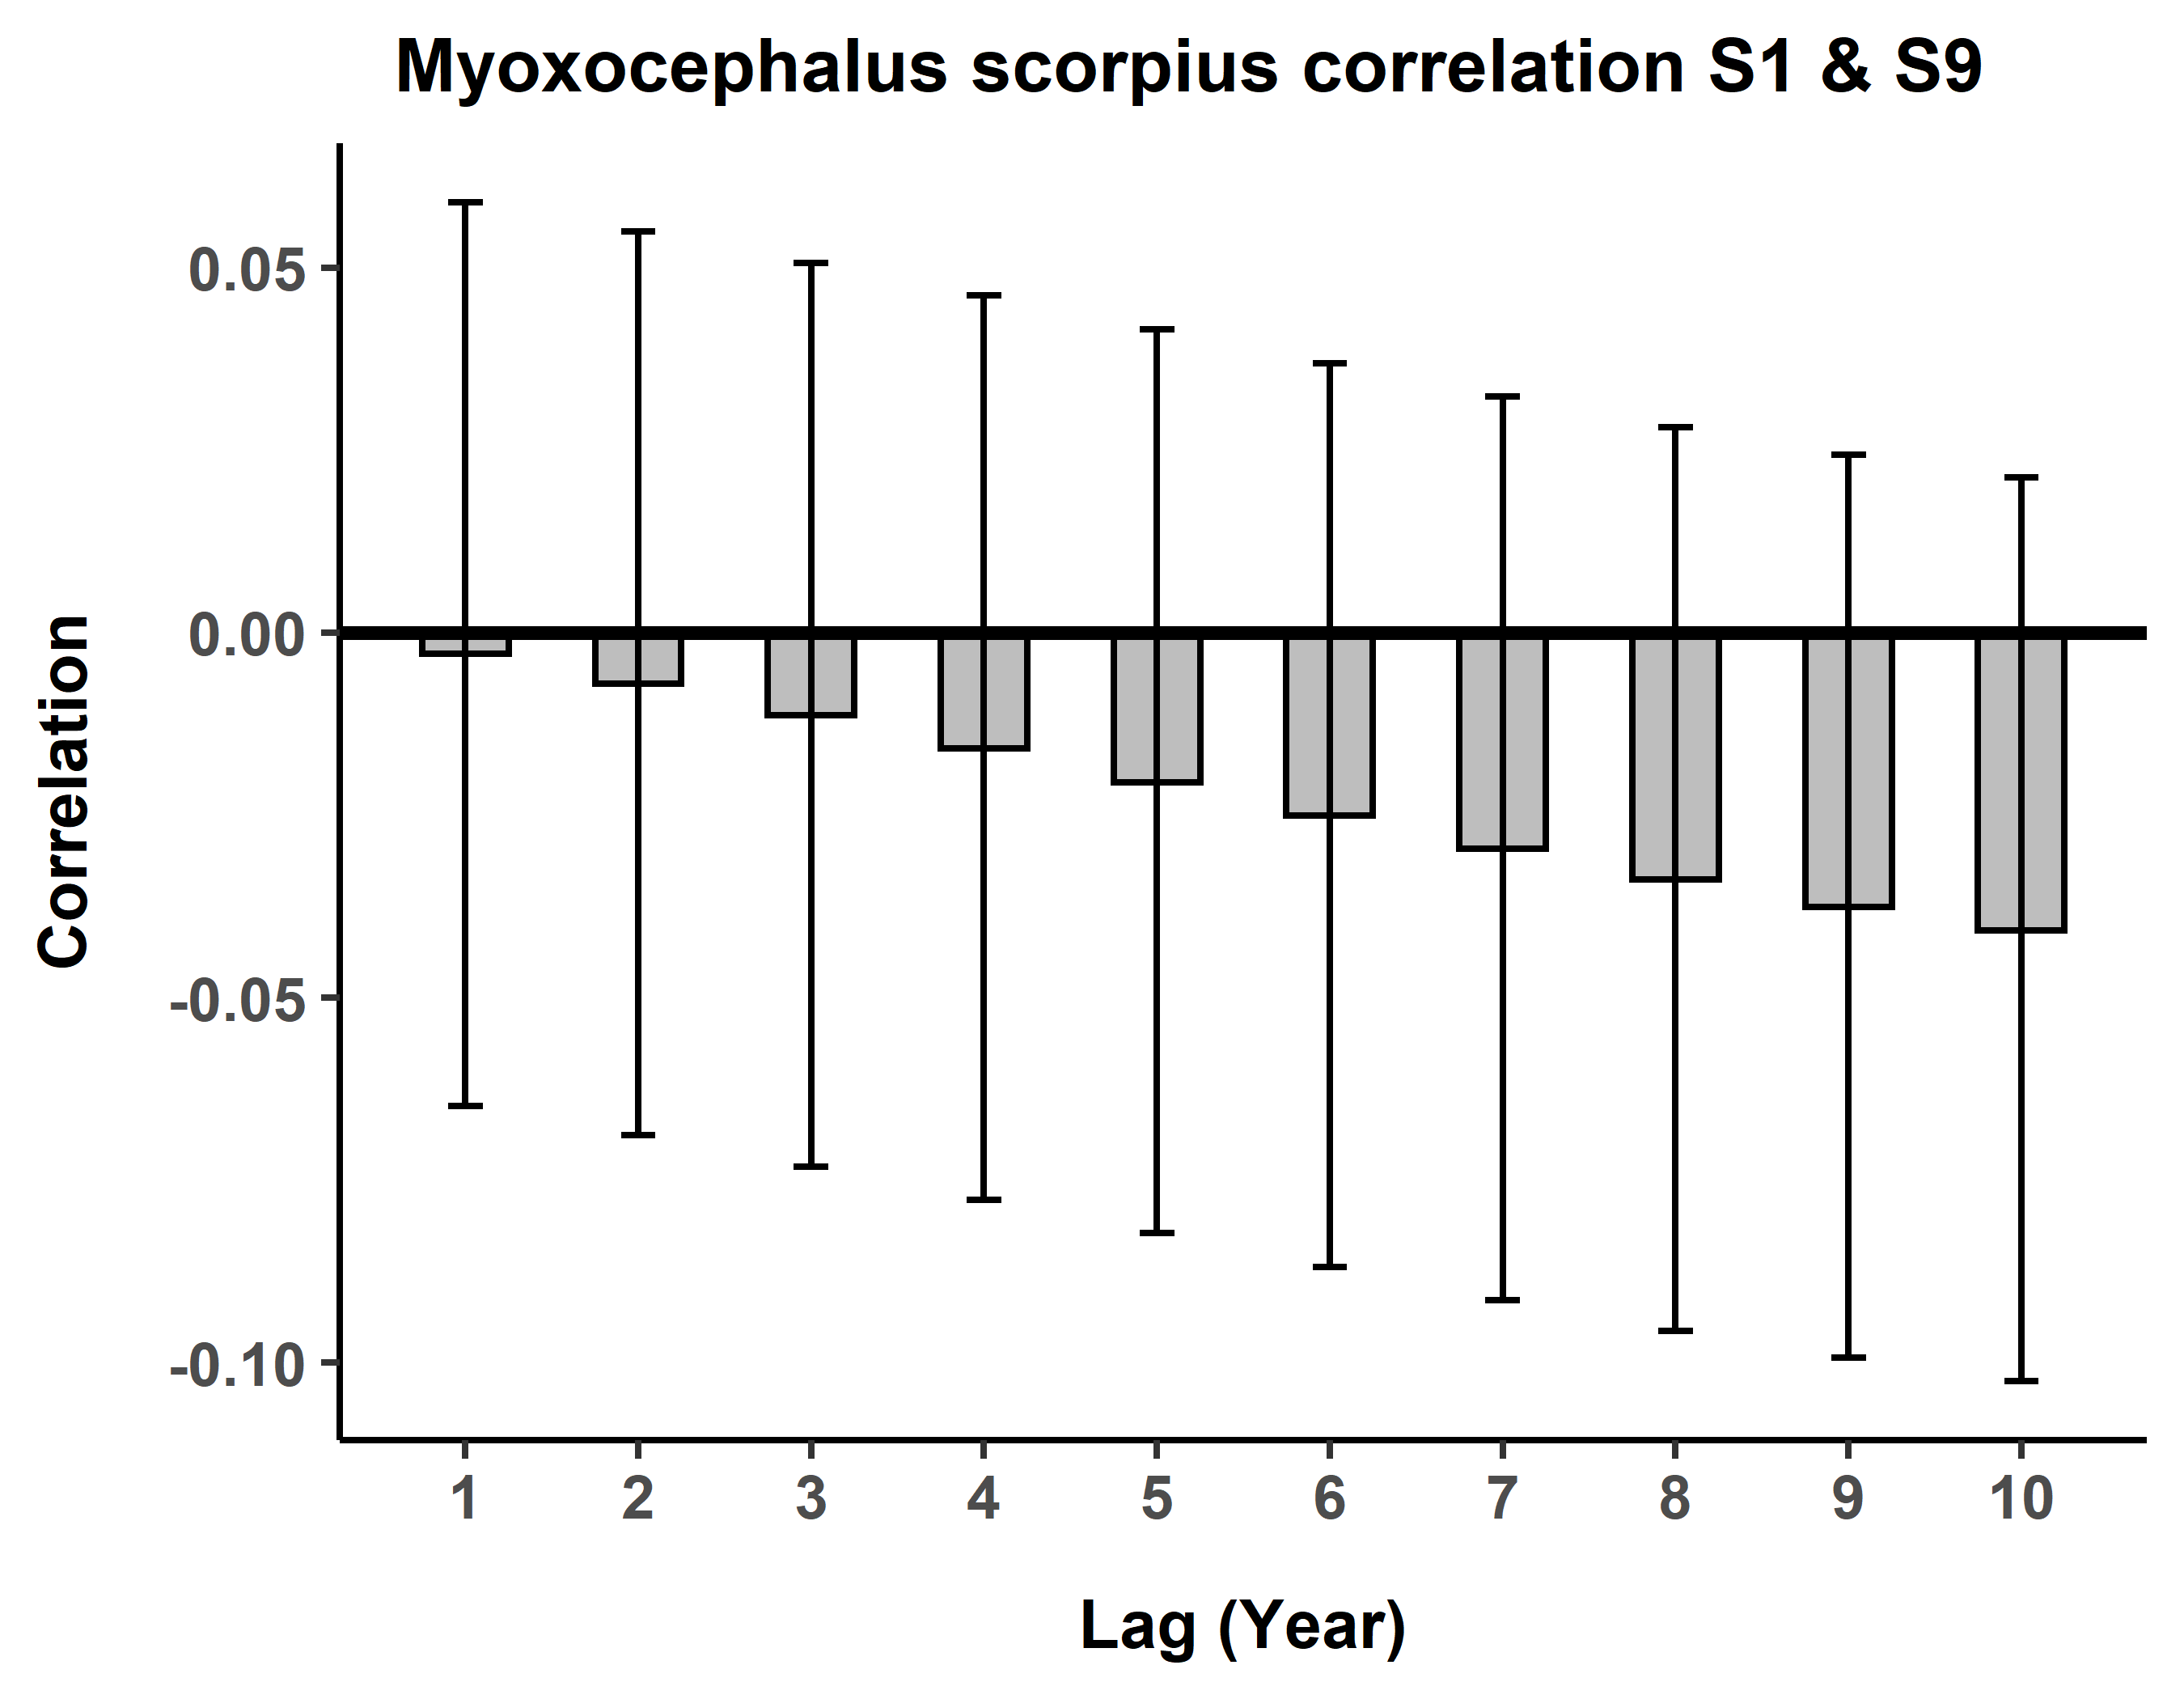 Myoxocephalus scorpius correlation S1 & S9
Correlation
0.05
0.00
-0.05
-0.10
1 2 3 4 5 6 7 8 9 10
Lag (Year)